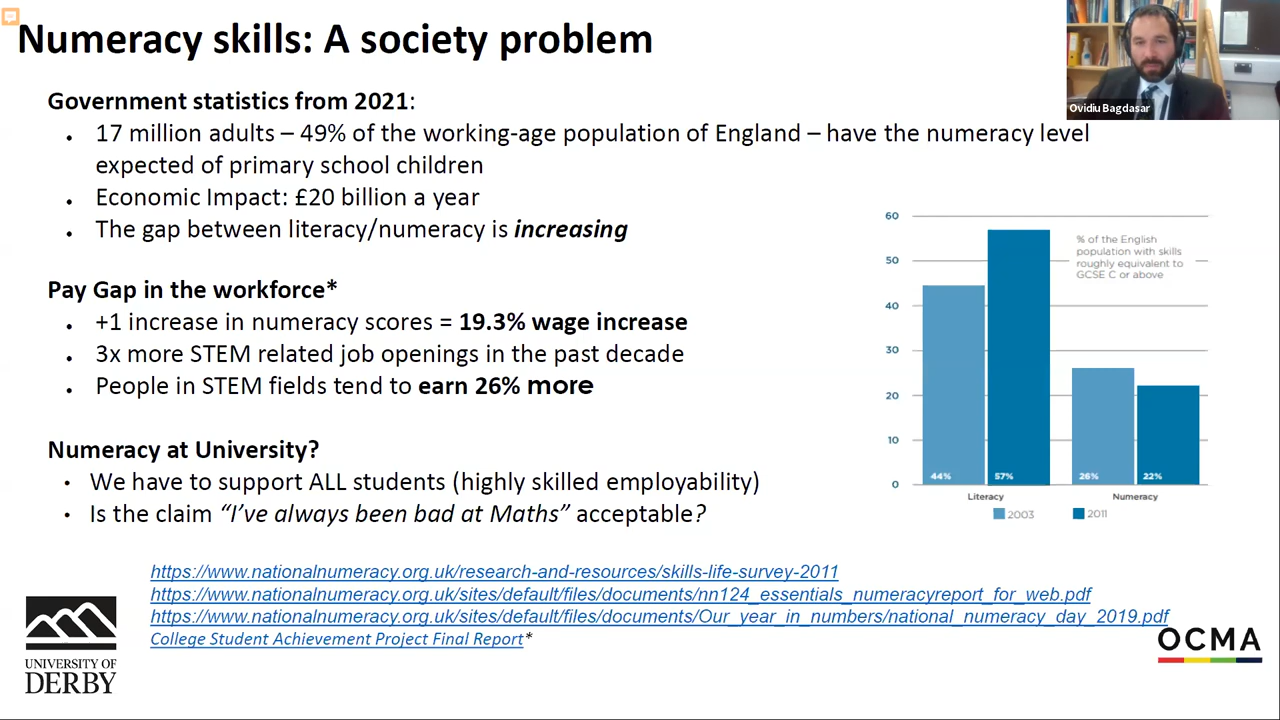 Numeracy skills: A society problem
Ovidiu Bagdasar
Government statistics from 2021:
• 17 million adults – 49% of the working-age population of England – have the numeracy level
expected of primary school children
• Economic Impact: £20 billion a year
• The gap between literacy/numeracy is increasing
Pay Gap in the workforce*
• +1 increase in numeracy scores = 19.3% wage increase
• 3x more STEM related job openings in the past decade
• People in STEM fields tend to earn 26% more
Numeracy at University?
• We have to support ALL students (highly skilled employability)
• Is the claim “I’ve always been bad at Maths” acceptable?
60
50
40
30
20
10
0
% of the English
population with skills
roughly equivalent to
GCSE C or above
44%
57%
26%
22%
Literacy
Numeracy
2003
2011
https://www.nationalnumeracy.org.uk/research-and-resources/skills-life-survey-2011
https://www.nationalnumeracy.org.uk/sites/default/files/documents/nn124_essentials_numeracyreport_for_web.pdf
https://www.nationalnumeracy.org.uk/sites/default/files/documents/Our_year_in_numbers/national_numeracy_day_2019.pdf
College Student Achievement Project Final Report*
UNIVERSITY OF
DERBY
OCMA